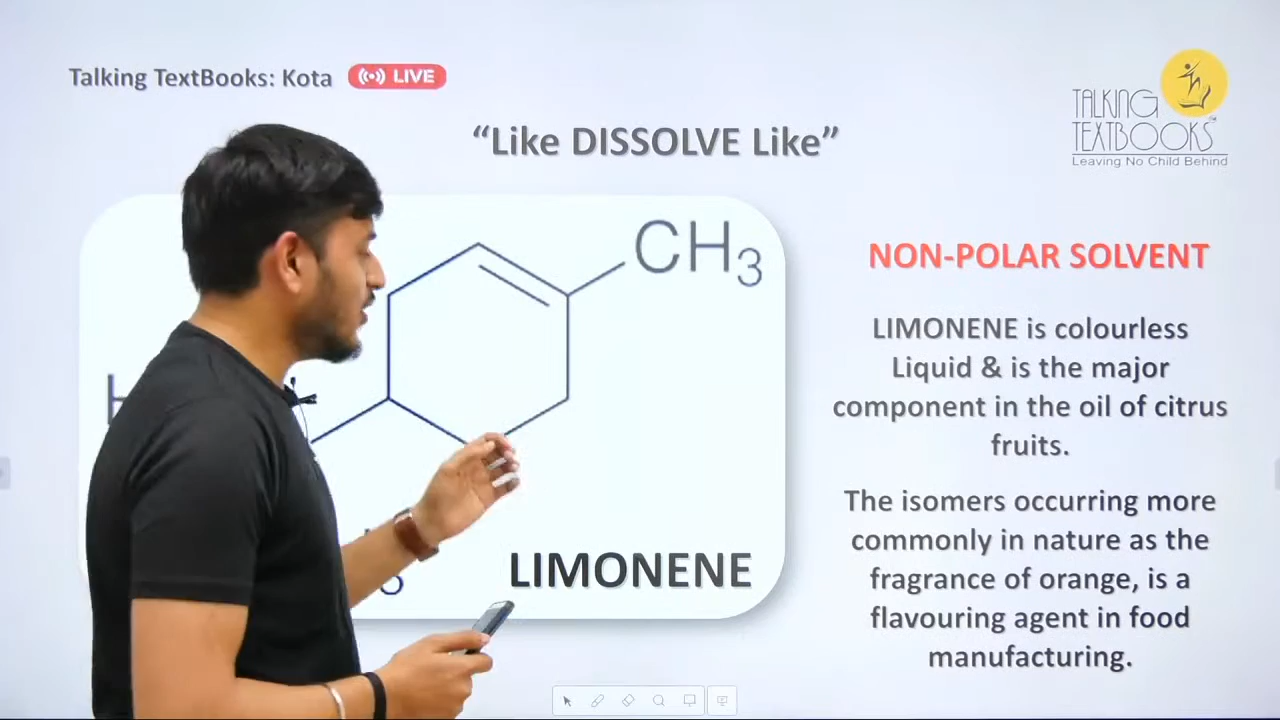 Talking TextBooks: Kota
LIVE
TALKING
TEXTBOOKS
Leaving No Child Behind
“Like DISSOLVE Like”
CH3
H
3
LIMONENE
NON-POLAR SOLVENT
LIMONENE is colourless
Liquid & is the major
component in the oil of citrus
fruits.
The isomers occurring more
commonly in nature as the
fragrance of orange, is a
flavouring agent in food
manufacturing.